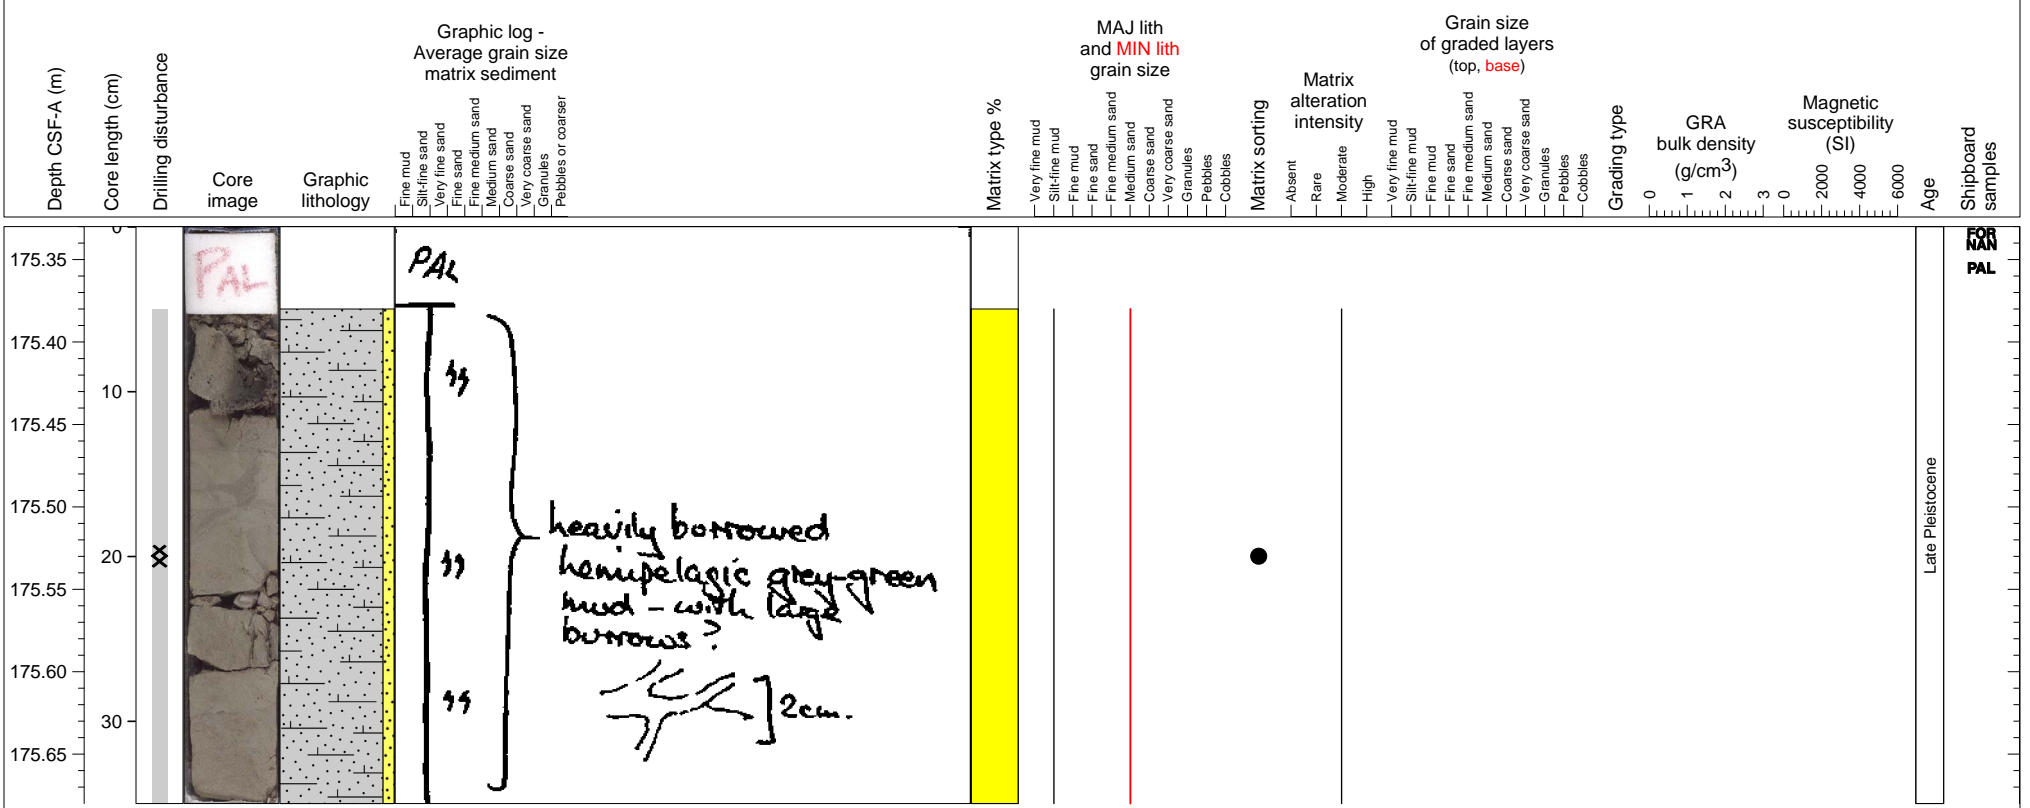 Depth CSF-A (m)
Core length (cm)
Drilling disturbance
Core
image
Graphic
lithology
Graphic log -
Average grain size
matrix sediment
Fine mud
Silt-fine sand
Very fine sand
Fine sand
Fine medium sand
Medium sand
Coarse sand
Very coarse sand
Granules
Pebbles or coarser
Matrix type %
MAJ lith
and MIN lith
grain size
Very fine mud
Silt-fine mud
Fine mud
Fine sand
Fine medium sand
Medium sand
Coarse sand
Very coarse sand
Granules
Pebbles
Cobbles
Matrix sorting
Matrix
alteration
intensity
Absent
Rare
Moderate
High
Grain size
of graded layers
(top, base)
Very fine mud
Silt-fine mud
Fine mud
Fine sand
Fine medium sand
Medium sand
Coarse sand
Very coarse sand
Granules
Pebbles
Cobbles
Grading type
GRA
bulk density
(g/cm3)
0 1 2 3
Magnetic
susceptibility
(SI)
0 2000 4000 6000
Age
Shipboard
samples
175.35
175.40
175.45
175.50
175.55
175.60
175.65
0
10
20
30
PAL
PAL
heavily borrowed
hemipelagic grey-green
mud - with large
burrows?
2cm.
Late Pleistocene
FOR
NAN
PAL